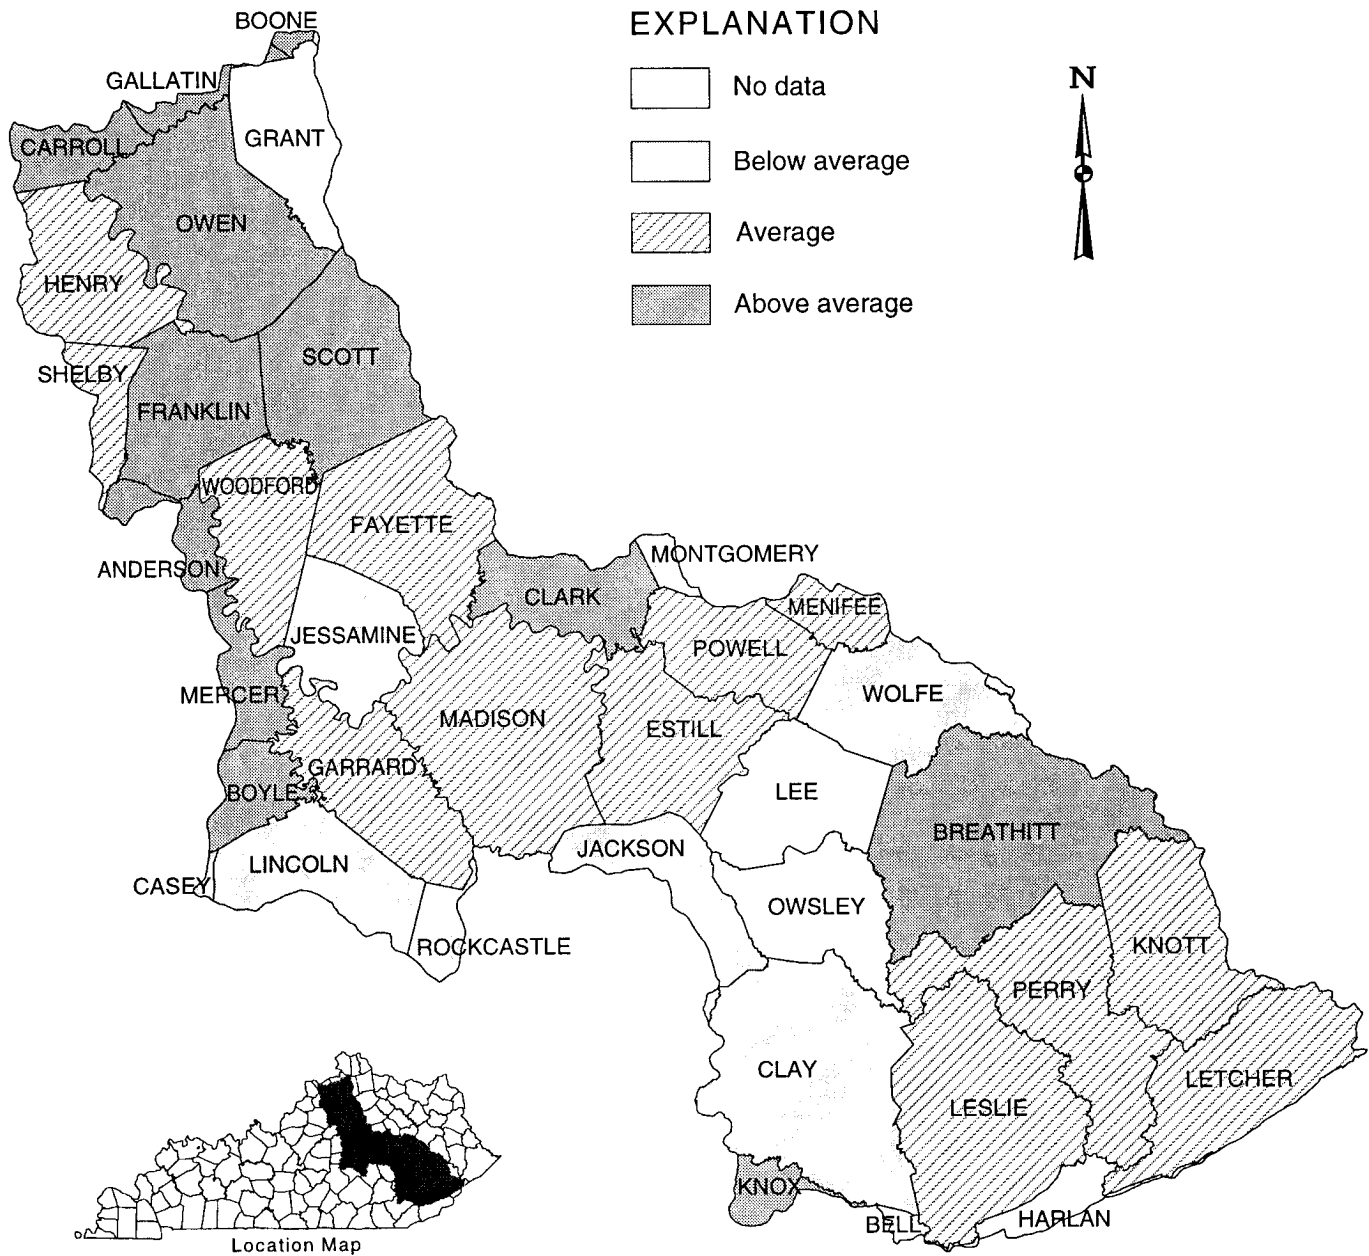 EXPLANATION
No data
Below average
Average
Above average
N
BOONE
GALLATIN
GRANT
CARROLL
OWEN
HENRY
SCOTT
SHELBY
FRANKLIN
WOODFORD
FAYETTE
MONTGOMERY
ANDERSON
CLARK
MENIFEE
JESSAMINE
POWELL
MERCER
WOLFE
MADISON
ESTILL
GARRARD
BOYLE
LEE
BREATHITT
JACKSON
LINCOLN
CASEY
OWSLEY
ROCKCASTLE
KNOTT
PERRY
CLAY
LETCHER
LESLIE
KNOX
BELL
HARLAN
Location Map